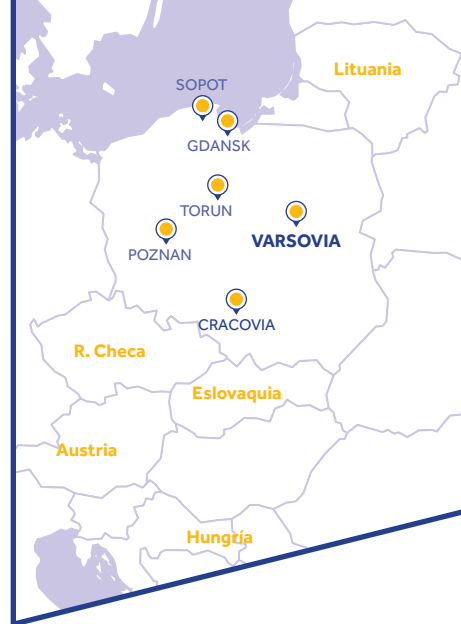 Lituania
SOPOT
GDANSK
TORUN
VARSOVIA
POZNAN
CRACOVIA
R. Checa
Eslovaquia
Austria
Hungría